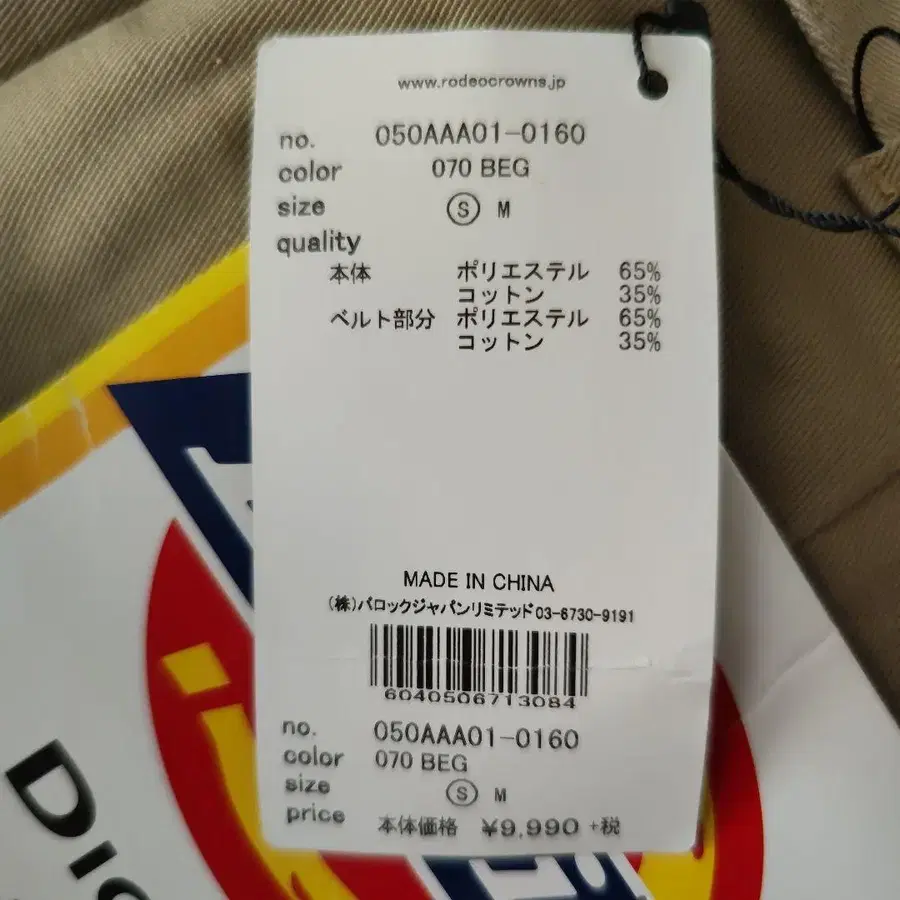 www.rodeocrowns.jp
no. 050AAA01-0160
color 070 BEG
size Ⓢ M
quality
本体 ポリエステル 65%
コットン 35%
ベルト部分 ポリエステル 65%
コットン 35%
MADE IN CHINA
(株)バロックジャパンリミテッド03-6730-9191
6040506713084
no. 050AAA01-0160
color 070 BEG
size Ⓢ M
price 本体価格 ¥9,990 +税